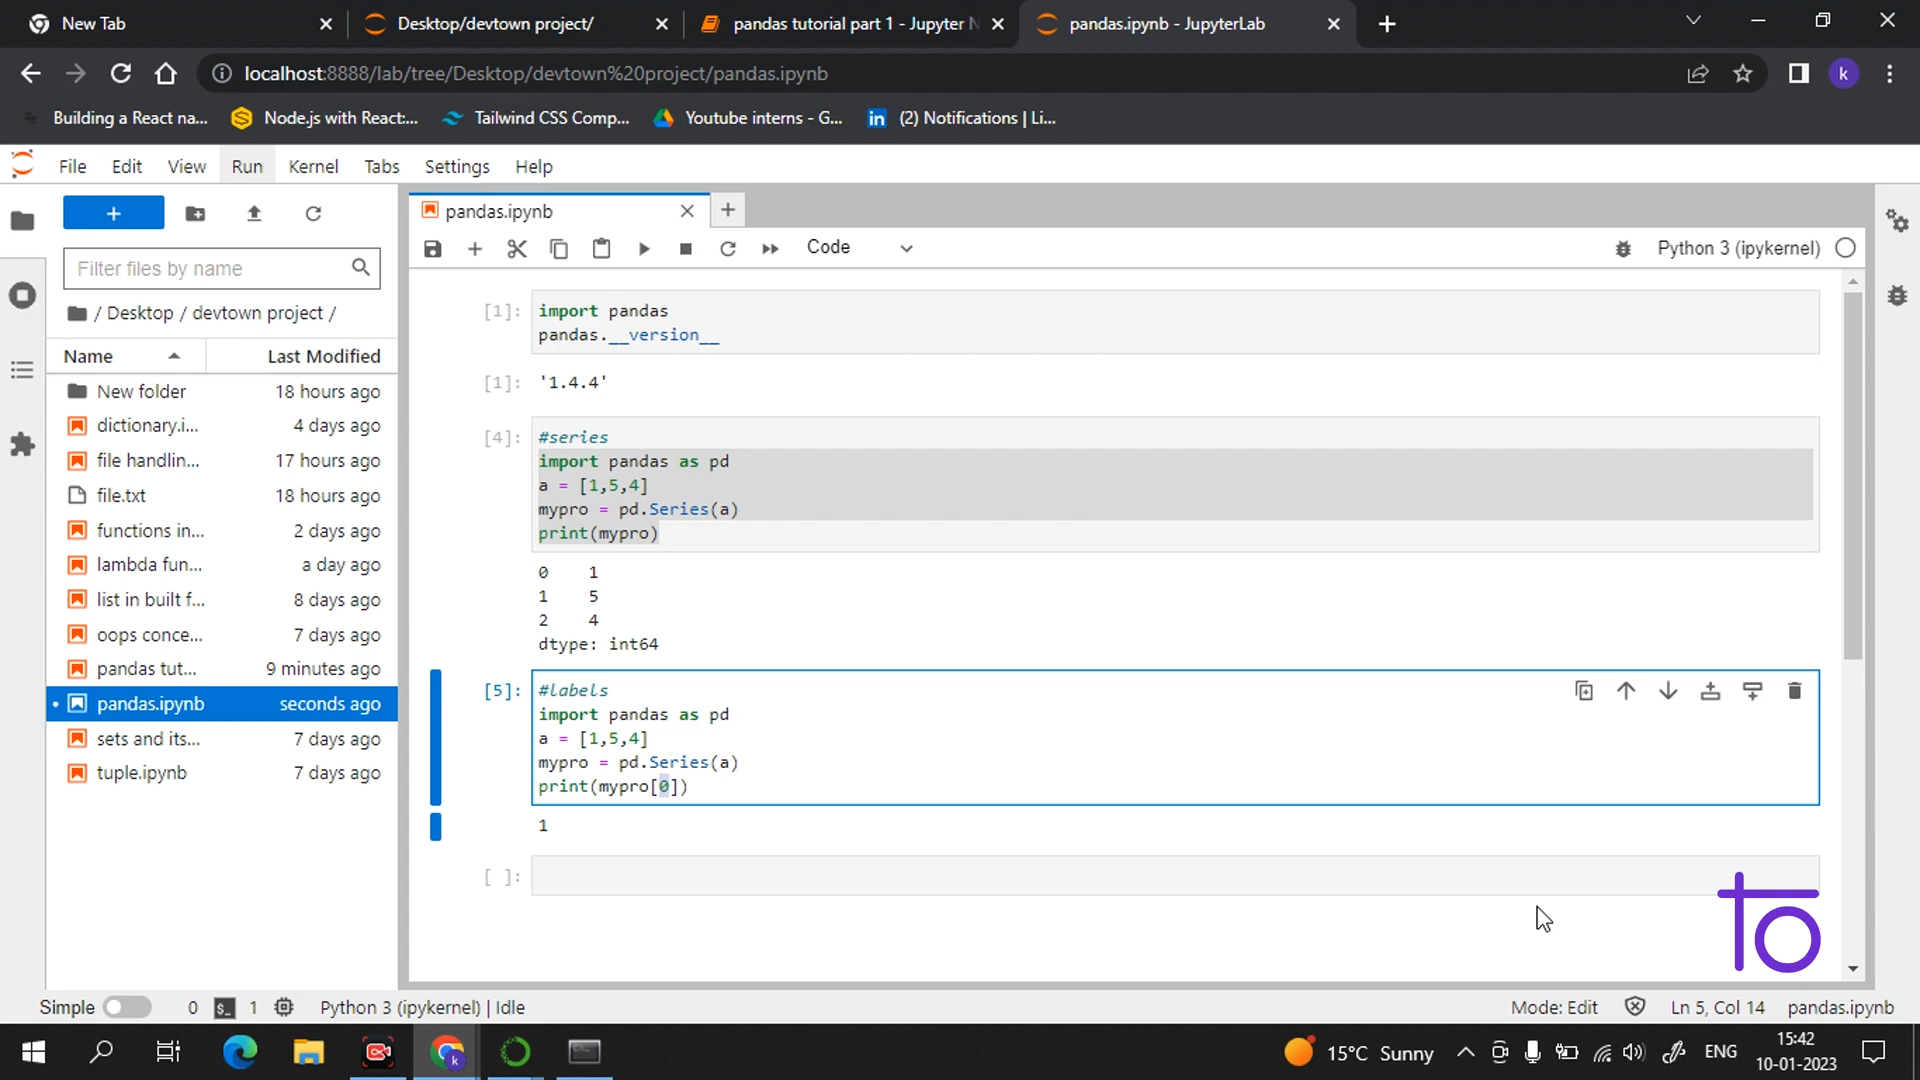 New Tab
Desktop/devtown project/
pandas tutorial part 1 - Jupyter N
pandas.ipynb - JupyterLab
localhost:8888/lab/tree/Desktop/devtown%20project/pandas.ipynb
k
Building a React na...
Node.js with React:...
Tailwind CSS Comp...
Youtube interns - G...
in
(2) Notifications | Li...
File Edit View Run Kernel Tabs Settings Help
+
pandas.ipynb
Filter files by name
/ Desktop / devtown project /
Code
Python 3 (ipykernel)
Name Last Modified
New folder 18 hours ago
dictionary.i... 4 days ago
file handlin... 17 hours ago
file.txt 18 hours ago
functions in... 2 days ago
lambda fun... a day ago
list in built f... 8 days ago
oops conce... 7 days ago
pandas tut... 9 minutes ago
pandas.ipynb seconds ago
sets and its... 7 days ago
tuple.ipynb 7 days ago
[1]: import pandas
pandas.__version__
[1]: '1.4.4'
[4]: #series
import pandas as pd
a = [1,5,4]
mypro = pd.Series(a)
print(mypro)
0 1
1 5
2 4
dtype: int64
[5]: #labels
import pandas as pd
a = [1,5,4]
mypro = pd.Series(a)
print(mypro[0])
1
[ ]:
Simple 0 $_ 1 Python 3 (ipykernel) | Idle
Mode: Edit Ln 5, Col 14 pandas.ipynb
k
15°C Sunny
ENG
15:42
10-01-2023